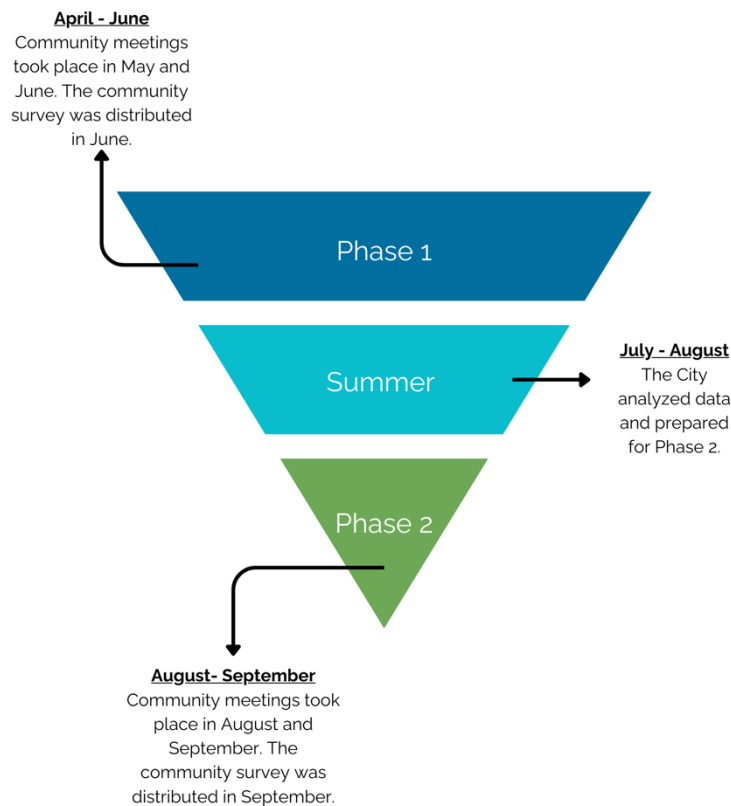 April - June
Community meetings
took place in May and
June. The community
survey was distributed
in June.
Phase 1
Summer
July - August
The City
analyzed data
and prepared
for Phase 2.
Phase 2
August- September
Community meetings took
place in August and
September. The
community survey was
distributed in September.